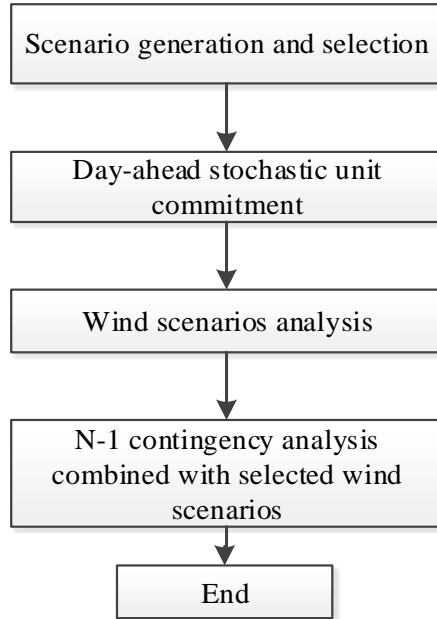 Scenario generation and selection
Day-ahead stochastic unit
commitment
Wind scenarios analysis
N-1 contingency analysis
combined with selected wind
scenarios
End